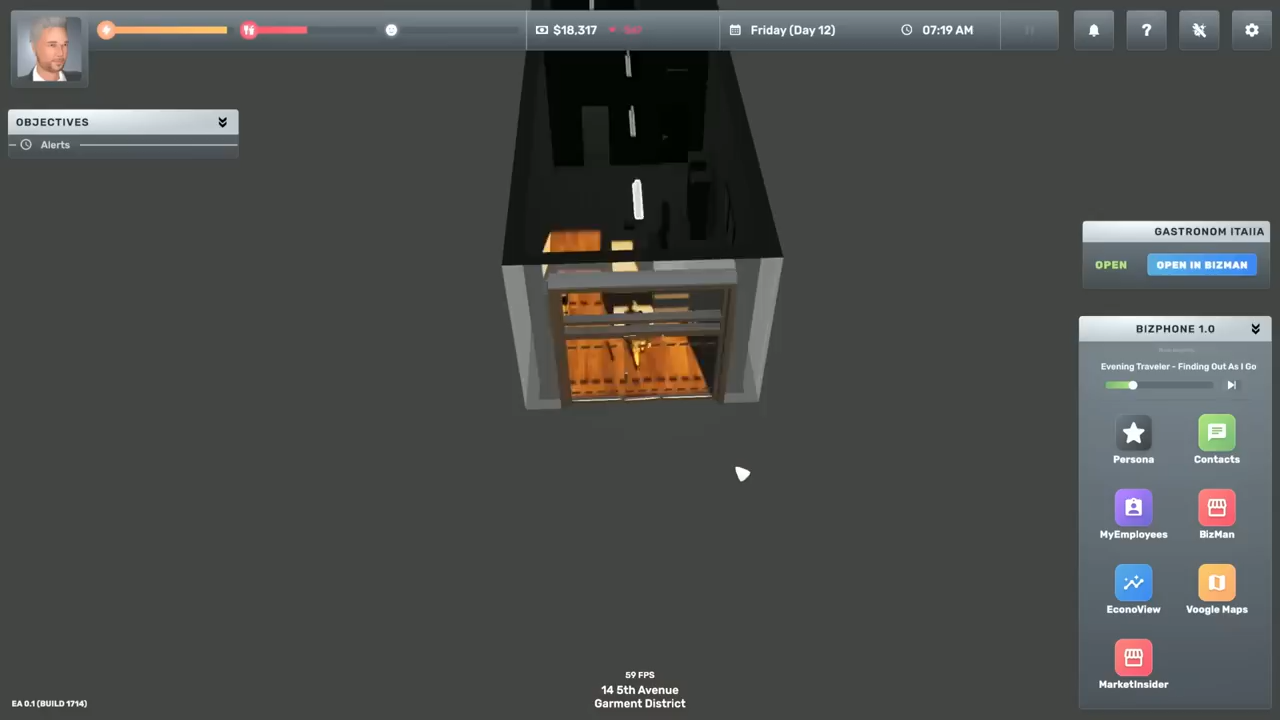 $18,317
Friday (Day 12)
07:19 AM
OBJECTIVES
Alerts
GASTRONOM ITAIIA
OPEN
OPEN IN BIZMAN
BIZPHONE 1.0
Evening Traveler - Finding Out As I Go
Persona
Contacts
MyEmployees
BizMan
EconoView
Voogle Maps
MarketInsider
59 FPS
14 5th Avenue
Garment District
EA 0.1 (BUILD 1714)